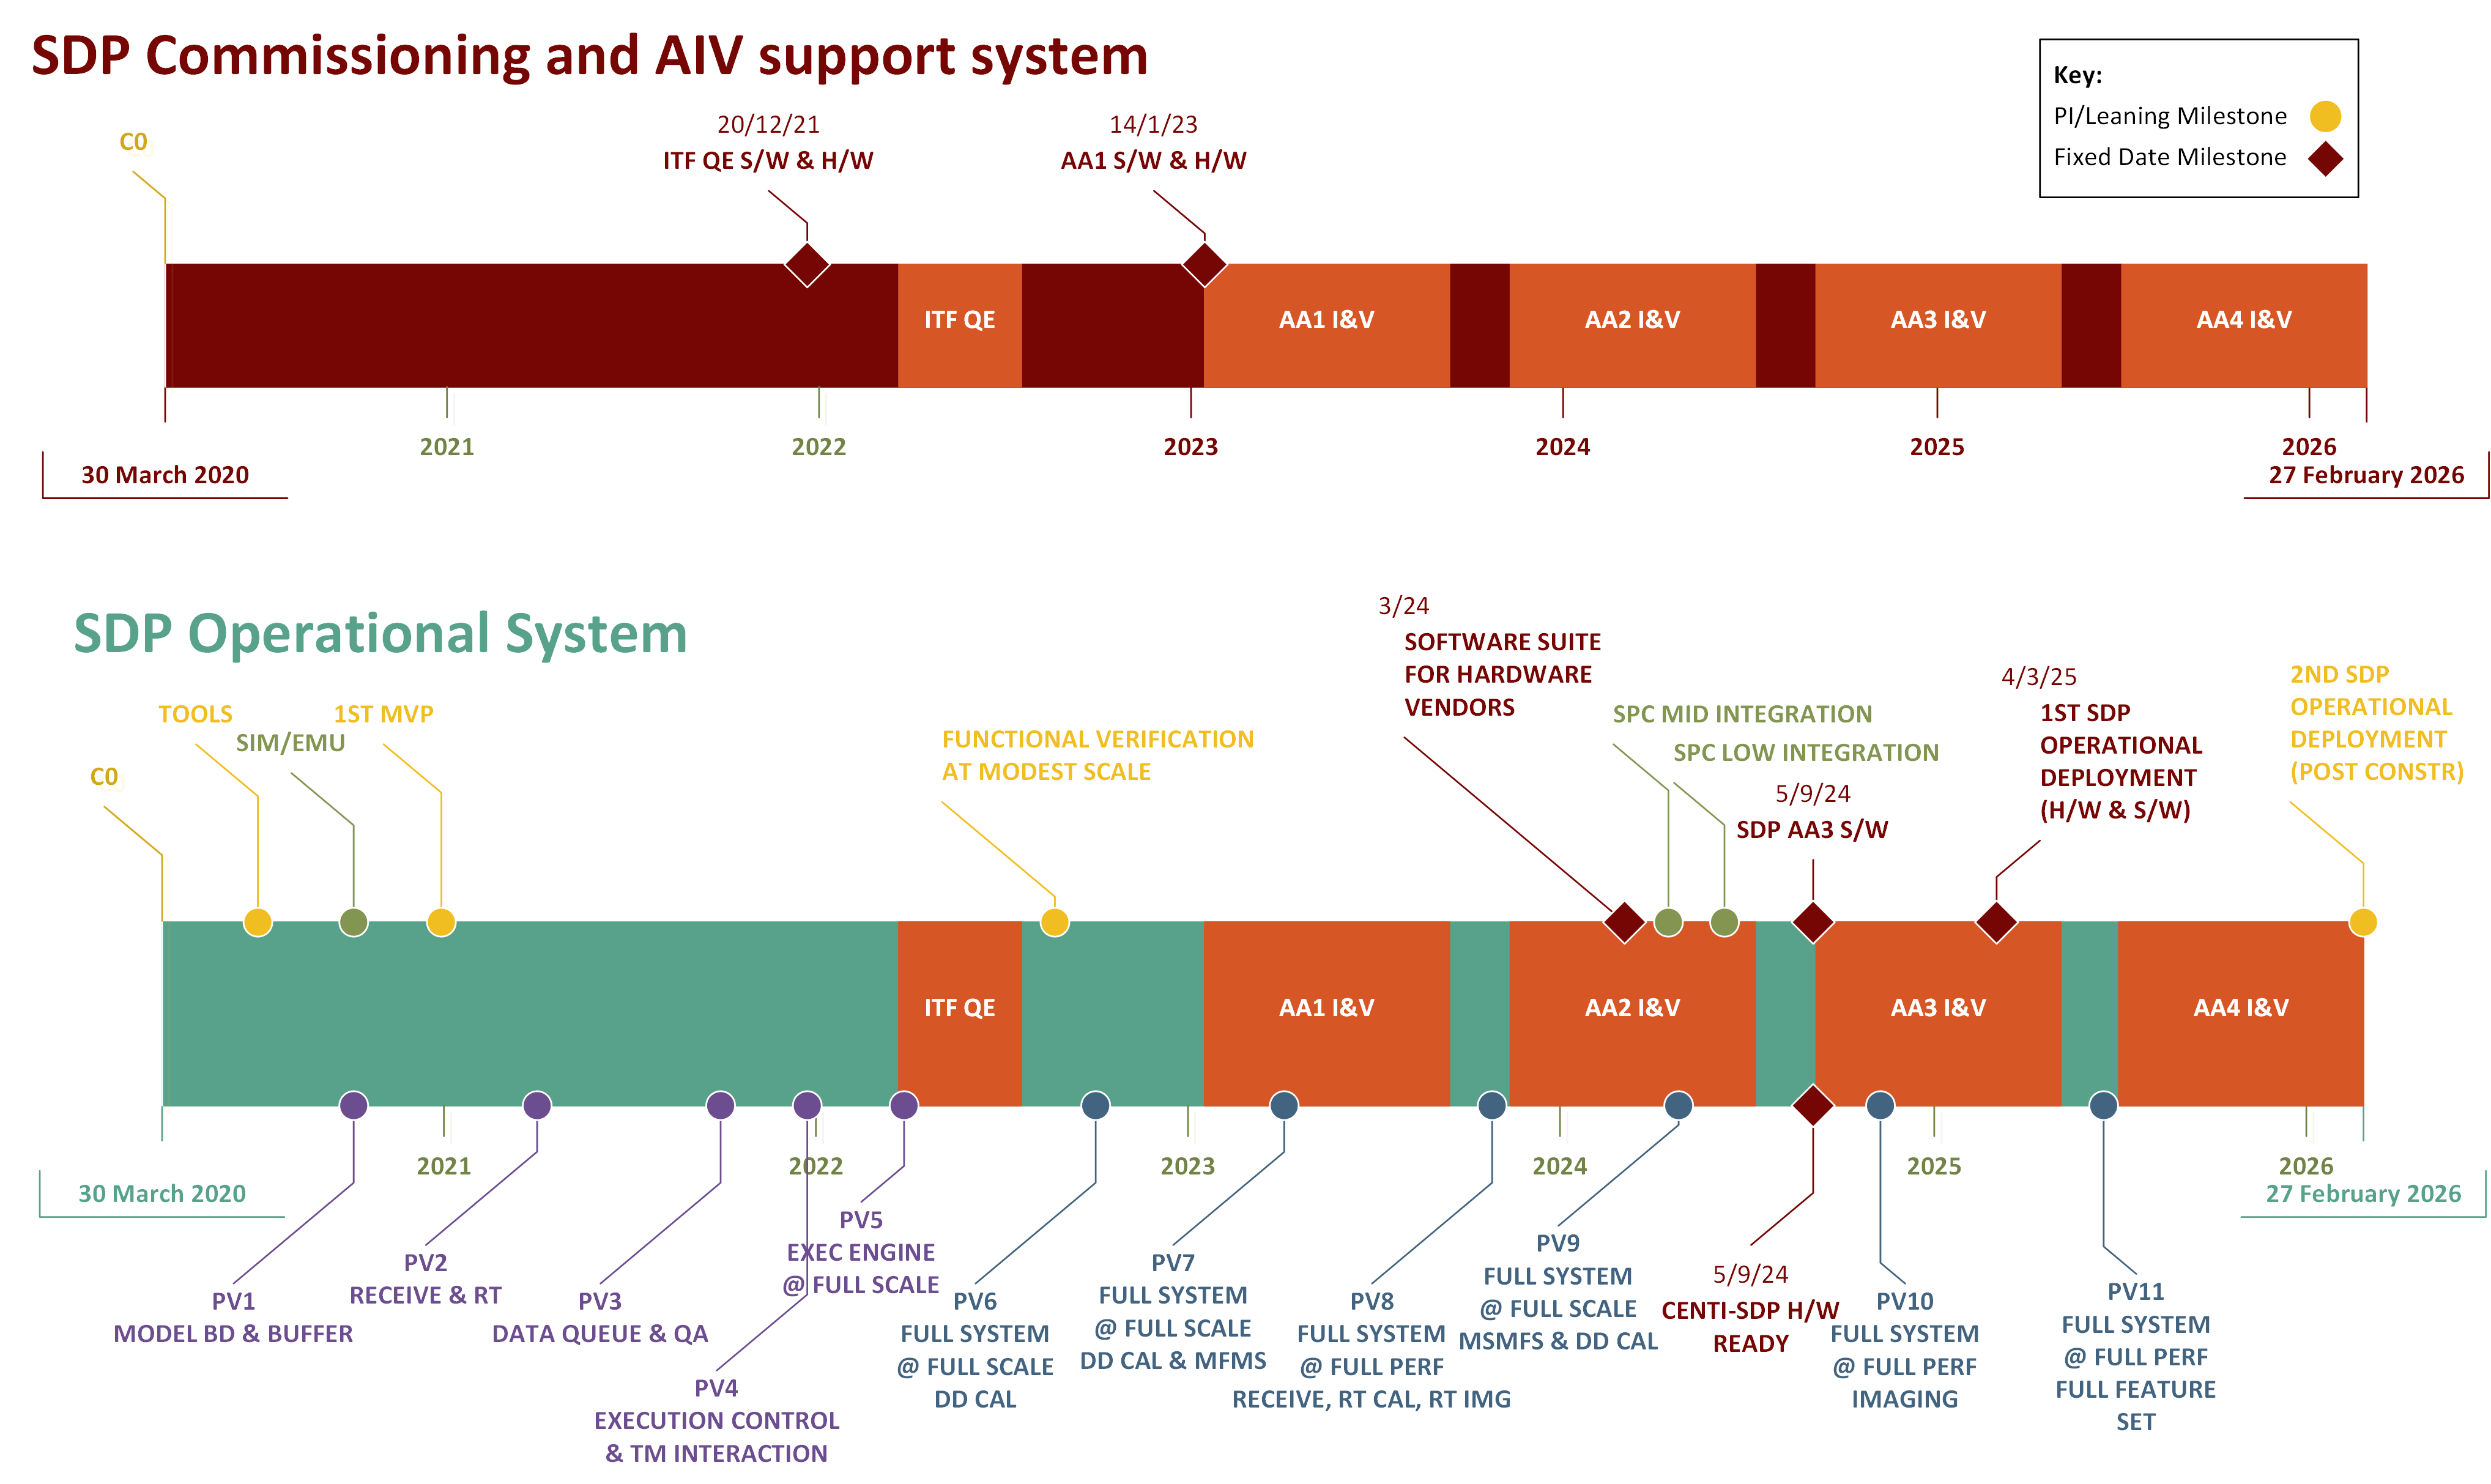 SDP Commissioning and AIV support system
Key:
PI/Leaning Milestone
Fixed Date Milestone
C0
20/12/21
ITF QE S/W & H/W
14/1/23
AA1 S/W & H/W
ITF QE
AA1 I&V
AA2 I&V
AA3 I&V
AA4 I&V
2021
2022
2023
2024
2025
2026
30 March 2020
27 February 2026
SDP Operational System
C0
TOOLS
SIM/EMU
1ST MVP
FUNCTIONAL VERIFICATION
AT MODEST SCALE
3/24
SOFTWARE SUITE
FOR HARDWARE
VENDORS
SPC MID INTEGRATION
SPC LOW INTEGRATION
5/9/24
SDP AA3 S/W
4/3/25
1ST SDP
OPERATIONAL
DEPLOYMENT
(H/W & S/W)
2ND SDP
OPERATIONAL
DEPLOYMENT
(POST CONSTR)
ITF QE
AA1 I&V
AA2 I&V
AA3 I&V
AA4 I&V
2021
2022
2023
2024
2025
2026
30 March 2020
27 February 2026
PV1
MODEL BD & BUFFER
PV2
RECEIVE & RT
PV3
DATA QUEUE & QA
PV4
EXECUTION CONTROL
& TM INTERACTION
PV5
EXEC ENGINE
@ FULL SCALE
PV6
FULL SYSTEM
@ FULL SCALE
DD CAL
PV7
FULL SYSTEM
@ FULL SCALE
DD CAL & MFMS
PV8
FULL SYSTEM
@ FULL PERF
RECEIVE, RT CAL, RT IMG
PV9
FULL SYSTEM
@ FULL SCALE
MSMFS & DD CAL
5/9/24
CENTI-SDP H/W
READY
PV10
FULL SYSTEM
@ FULL PERF
IMAGING
PV11
FULL SYSTEM
@ FULL PERF
FULL FEATURE
SET